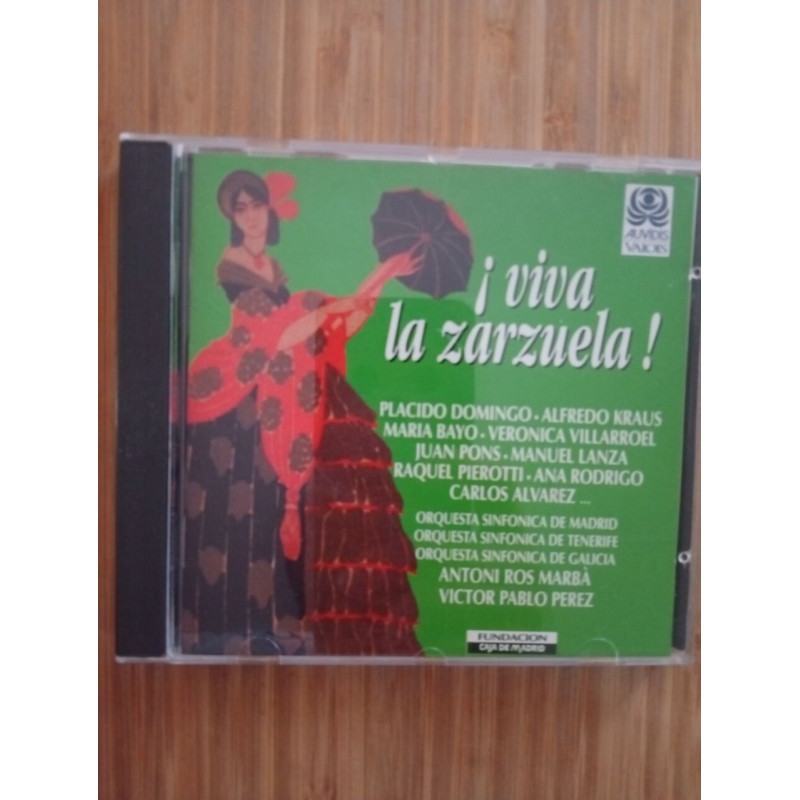 AUVIDIS
VALOIS
¡ viva
la zarzuela !
PLACIDO DOMINGO • ALFREDO KRAUS
MARIA BAYO • VERONICA VILLARROEL
JUAN PONS • MANUEL LANZA
RAQUEL PIEROTTI • ANA RODRIGO
CARLOS ALVAREZ ...
ORQUESTA SINFONICA DE MADRID
ORQUESTA SINFONICA DE TENERIFE
ORQUESTA SINFONICA DE GALICIA
ANTONI ROS MARBÀ
VICTOR PABLO PEREZ
FUNDACION
CAJA DE MADRID